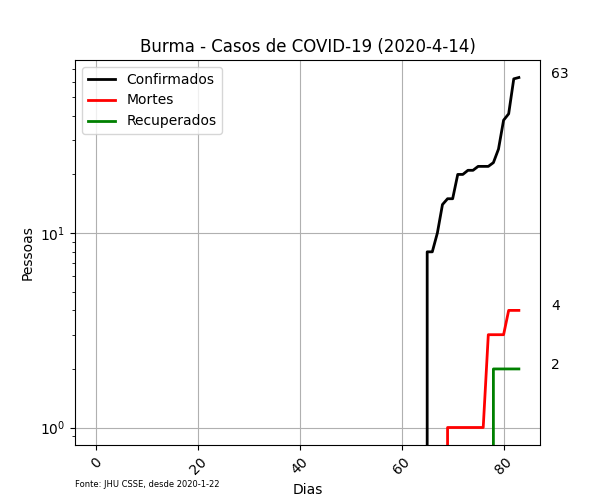 Burma - Casos de COVID-19 (2020-4-14)
Confirmados
Mortes
Recuperados
63
4
2
10¹
10⁰
Pessoas
0 20 40 60 80
Dias
Fonte: JHU CSSE, desde 2020-1-22